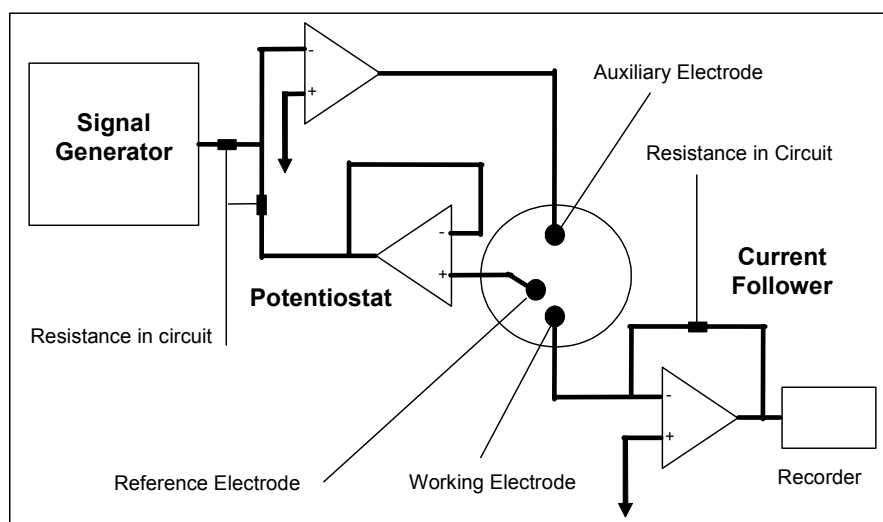 -
+
Auxiliary Electrode
Signal
Generator
Resistance in Circuit
-
+
Potentiostat
Current
Follower
Resistance in circuit
-
+
Reference Electrode
Working Electrode
Recorder